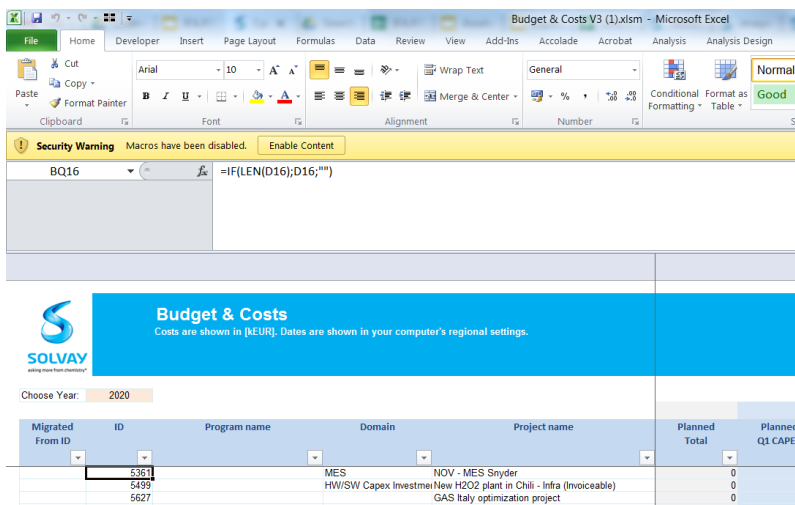 Budget & Costs V3 (1).xlsm - Microsoft Excel
File Home Developer Insert Page Layout Formulas Data Review View Add-Ins Accolade Acrobat Analysis Analysis Design
Cut Arial 10 A A Wrap Text General Normal
Copy
Paste Format Painter B I U A Merge & Center % , Conditional Formatting Format as Table Good
Clipboard Font Alignment Number S
Security Warning Macros have been disabled. Enable Content
BQ16 fx =IF(LEN(D16);D16;"")
Budget & Costs
Costs are shown in [kEUR]. Dates are shown in your computer's regional settings.
SOLVAY
asking more from chemistry®
Choose Year: 2020
Migrated From ID ID Program name Domain Project name Planned Total Planned Q1 CAPE
5361 MES NOV - MES Snyder 0
5499 HW/SW Capex Investme New H2O2 plant in Chili - Infra (Invoiceable) 0
5627 GAS Italy optimization project 0